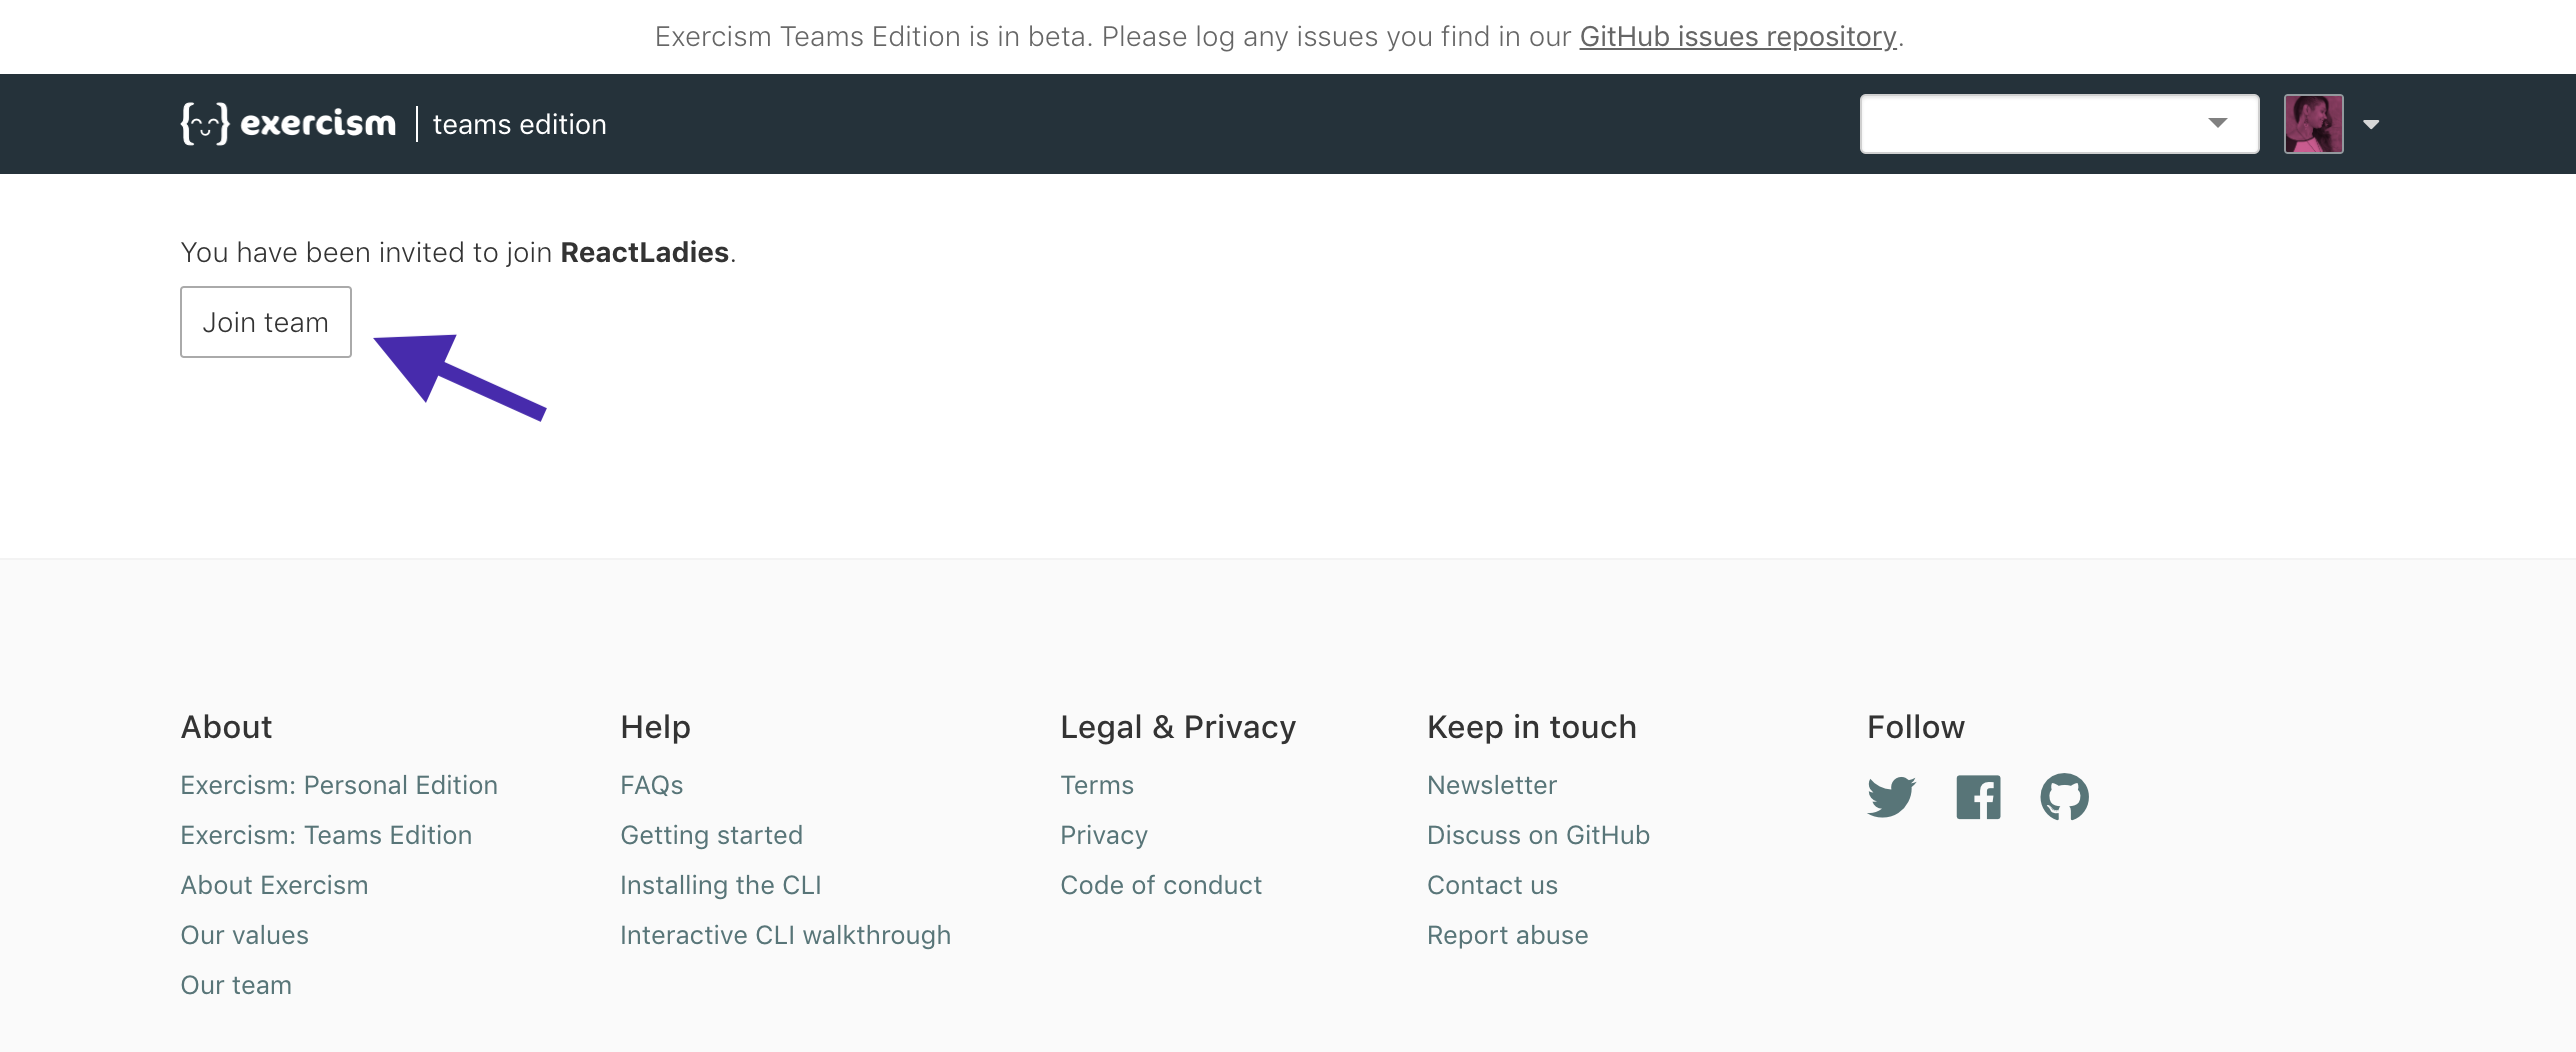 Exercism Teams Edition is in beta. Please log any issues you find in our GitHub issues repository.
{ } exercism | teams edition
You have been invited to join ReactLadies.
Join team
About
Exercism: Personal Edition
Exercism: Teams Edition
About Exercism
Our values
Our team
Help
FAQs
Getting started
Installing the CLI
Interactive CLI walkthrough
Legal & Privacy
Terms
Privacy
Code of conduct
Keep in touch
Newsletter
Discuss on GitHub
Contact us
Report abuse
Follow